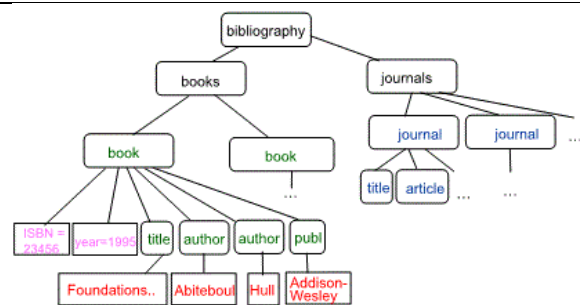 bibliography
books
journals
journal
journal
...
book
book
title
article
...
...
...
ISBN =
23456
year=1995
title
author
author
publ
Foundations..
Abiteboul
Hull
Addison-
Wesley